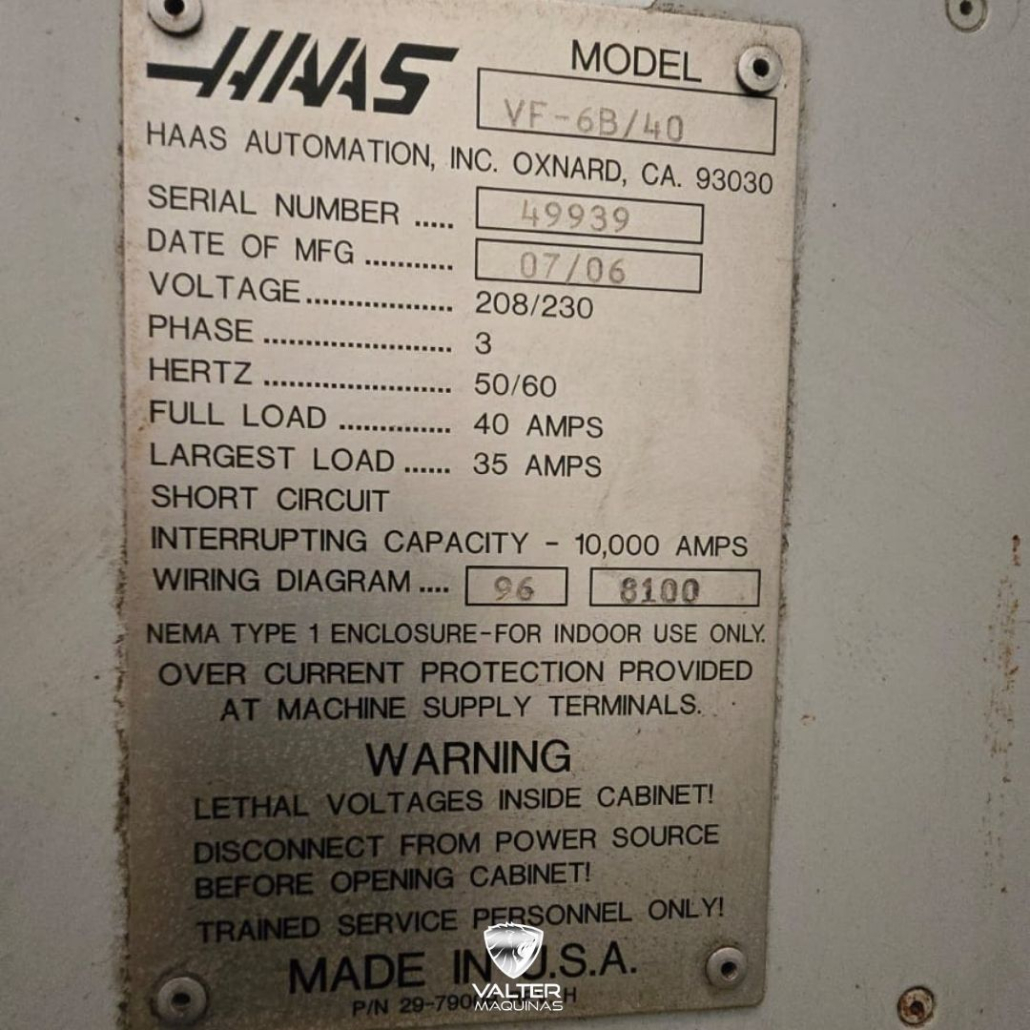 HAAS
MODEL
VF-6B/40
HAAS AUTOMATION, INC. OXNARD, CA. 93030
SERIAL NUMBER ..... 49939
DATE OF MFG ........... 07/06
VOLTAGE.................. 208/230
PHASE ....................... 3
HERTZ ....................... 50/60
FULL LOAD .............. 40 AMPS
LARGEST LOAD ...... 35 AMPS
SHORT CIRCUIT
INTERRUPTING CAPACITY - 10,000 AMPS
WIRING DIAGRAM .... 96 8100
NEMA TYPE 1 ENCLOSURE-FOR INDOOR USE ONLY.
OVER CURRENT PROTECTION PROVIDED
AT MACHINE SUPPLY TERMINALS.
WARNING
LETHAL VOLTAGES INSIDE CABINET!
DISCONNECT FROM POWER SOURCE
BEFORE OPENING CABINET!
TRAINED SERVICE PERSONNEL ONLY!
MADE IN U.S.A.
P/N
VALTER
MAQUINAS